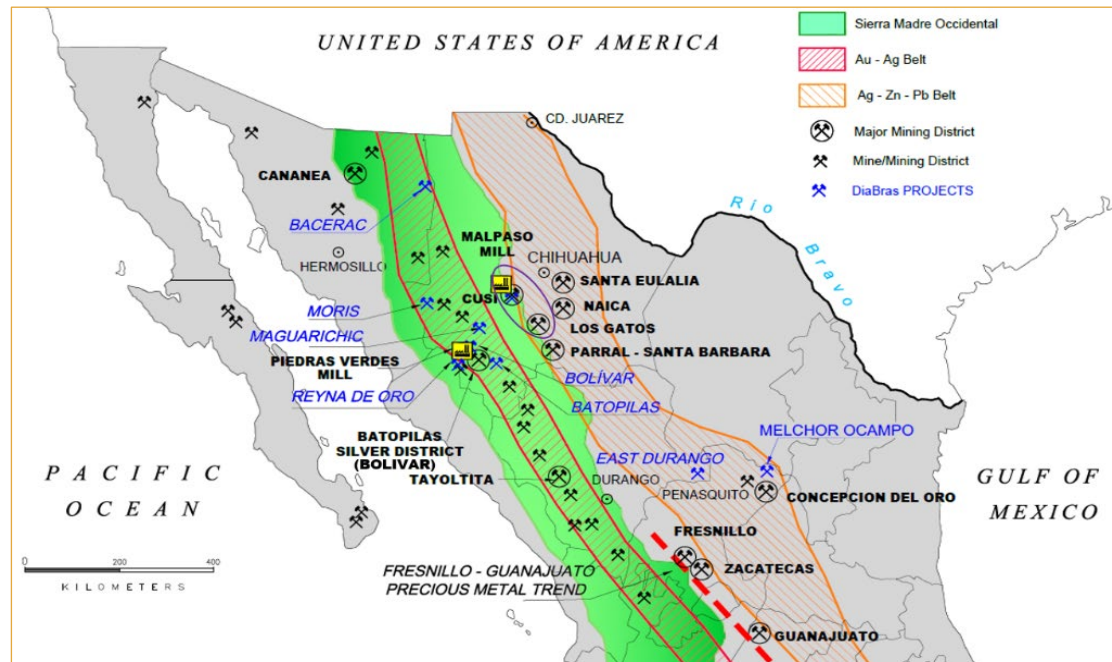 UNITED STATES OF AMERICA
Sierra Madre Occidental
Au - Ag Belt
Ag - Zn - Pb Belt
Major Mining District
Mine/Mining District
DiaBras PROJECTS
CD. JUAREZ
CANANEA
BACERAC
HERMOSILLO
MALPASO
MILL
CHIHUAHUA
SANTA EULALIA
CUSI
NAICA
LOS GATOS
PARRAL - SANTA BARBARA
Río
Bravo
MORIS
MAGUARICHIC
PIEDRAS VERDES
MILL
REYNA DE ORO
BOLÍVAR
BATOPILAS
BATOPILAS
SILVER DISTRICT
(BOLIVAR)
TAYOLTITA
DURANGO
EAST DURANGO
MELCHOR OCAMPO
PENASQUITO
CONCEPCION DEL ORO
PACIFIC
OCEAN
GULF OF
MEXICO
FRESNILLO
ZACATECAS
FRESNILLO - GUANAJUATO
PRECIOUS METAL TREND
GUANAJUATO
0 200 400
KILOMETERS